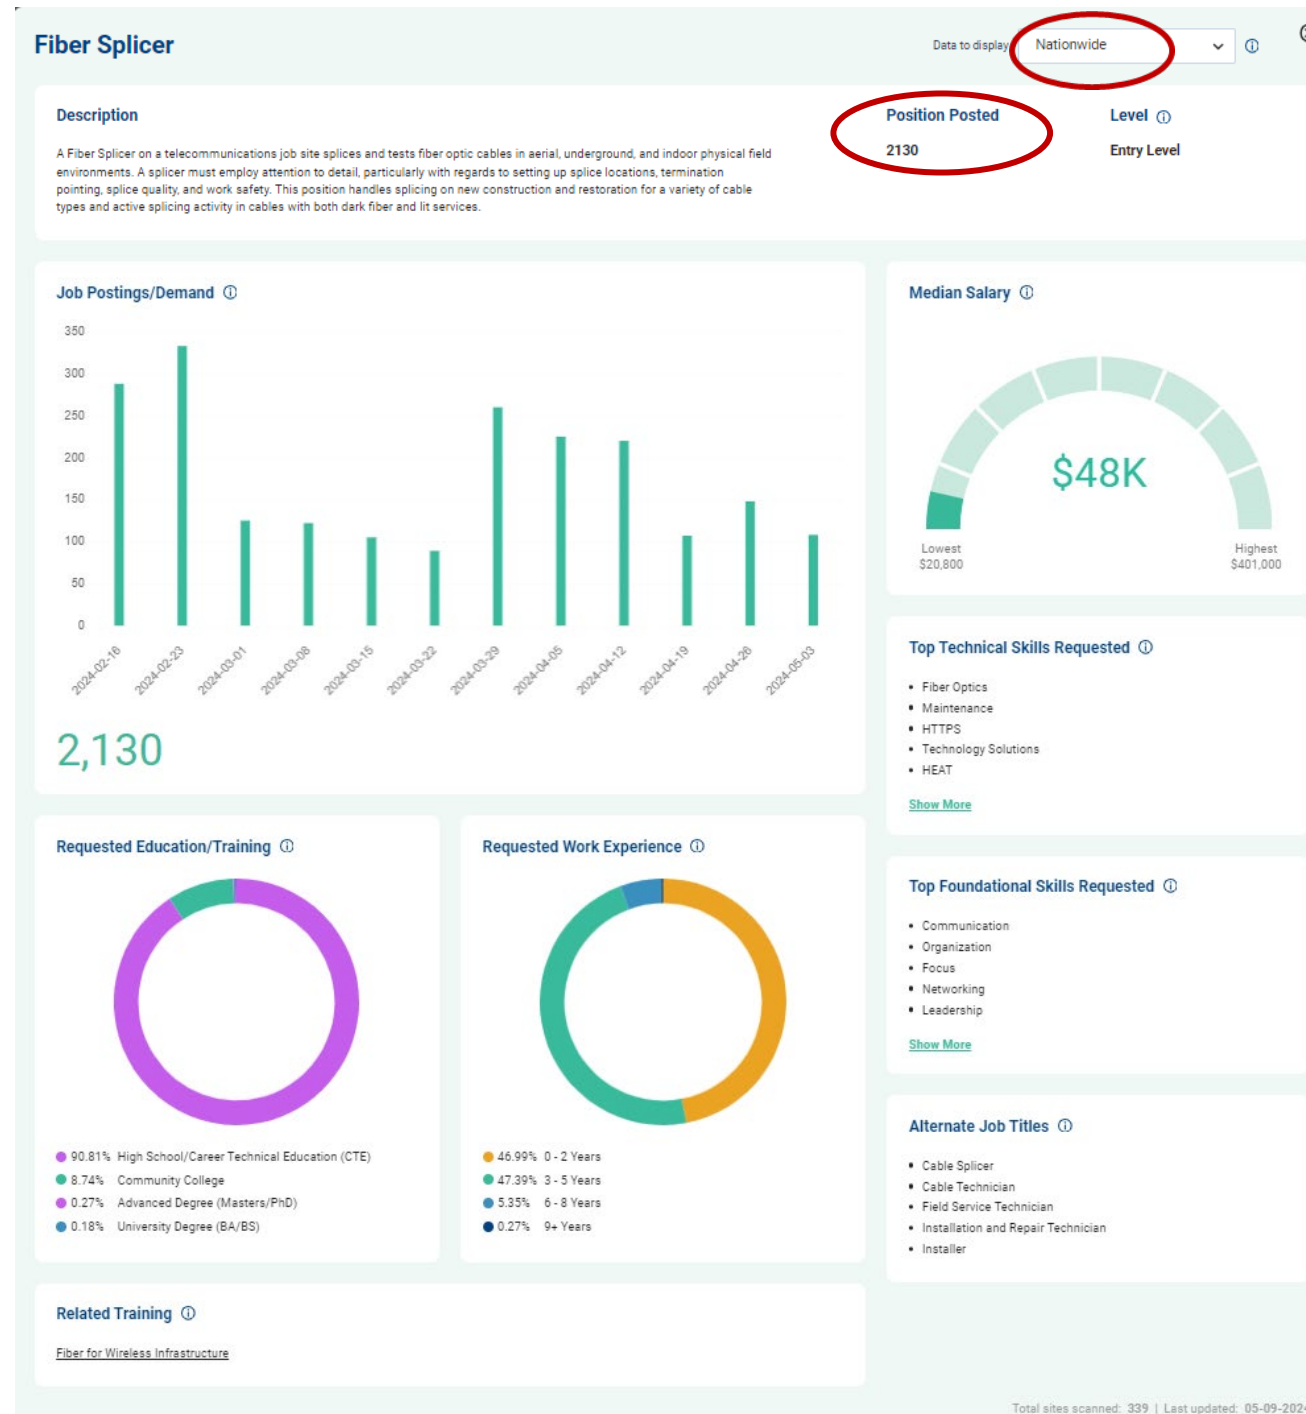 Fiber Splicer
Data to display
Nationwide
Description
A Fiber Splicer on a telecommunications job site splices and tests fiber optic cables in aerial, underground, and indoor physical field
environments. A splicer must employ attention to detail, particularly with regards to setting up splice locations, termination
pointing, splice quality, and work safety. This position handles splicing on new construction and restoration for a variety of cable
types and active splicing activity in cables with both dark fiber and lit services.
Position Posted
2130
Level
Entry Level
Job Postings/Demand
350
300
250
200
150
100
50
0
2024-02-16
2024-02-23
2024-03-01
2024-03-08
2024-03-15
2024-03-22
2024-03-29
2024-04-05
2024-04-12
2024-04-19
2024-04-26
2024-05-03
2,130
Median Salary
$48K
Lowest
$20,800
Highest
$401,000
Top Technical Skills Requested
• Fiber Optics
• Maintenance
• HTTPS
• Technology Solutions
• HEAT
Show More
Requested Education/Training
90.81% High School/Career Technical Education (CTE)
8.74% Community College
0.27% Advanced Degree (Masters/PhD)
0.18% University Degree (BA/BS)
Requested Work Experience
46.99% 0 - 2 Years
47.39% 3 - 5 Years
5.35% 6 - 8 Years
0.27% 9+ Years
Top Foundational Skills Requested
• Communication
• Organization
• Focus
• Networking
• Leadership
Show More
Alternate Job Titles
• Cable Splicer
• Cable Technician
• Field Service Technician
• Installation and Repair Technician
• Installer
Related Training
Fiber for Wireless Infrastructure
Total sites scanned: 339 | Last updated: 05-09-2024